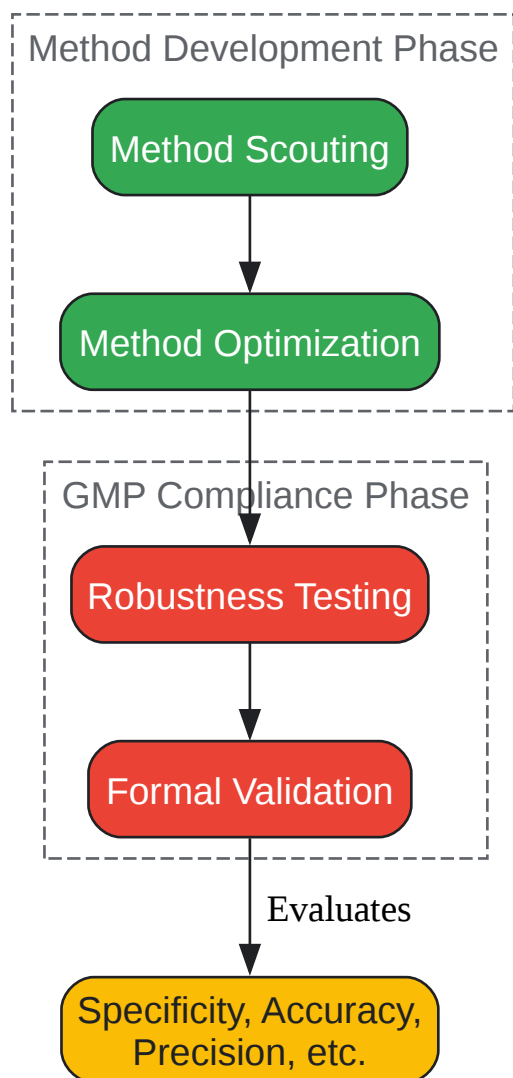 Method Development Phase
Method Scouting
Method Optimization
GMP Compliance Phase
Robustness Testing
Formal Validation
Evaluates
Specificity, Accuracy,
Precision, etc.